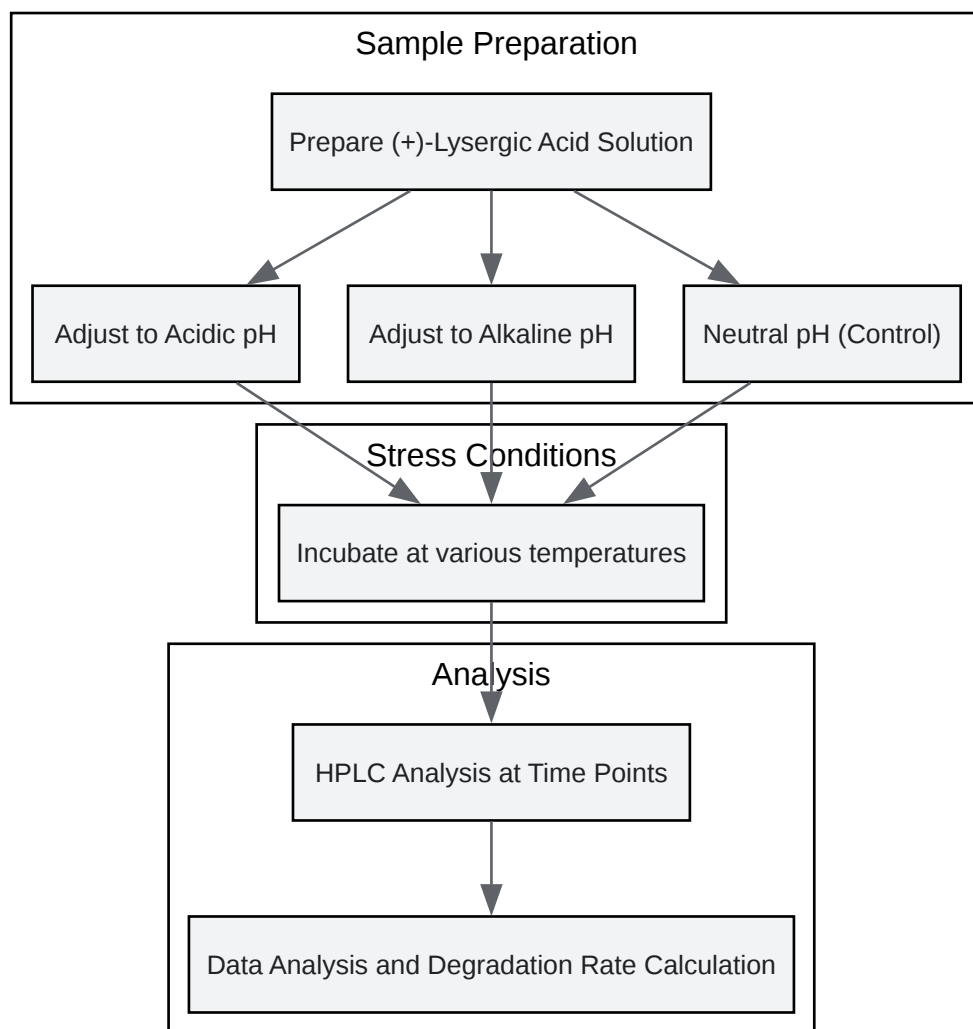 Sample Preparation
Prepare (+)-Lysergic Acid Solution
Adjust to Acidic pH
Adjust to Alkaline pH
Neutral pH (Control)
Stress Conditions
Incubate at various temperatures
Analysis
HPLC Analysis at Time Points
Data Analysis and Degradation Rate Calculation